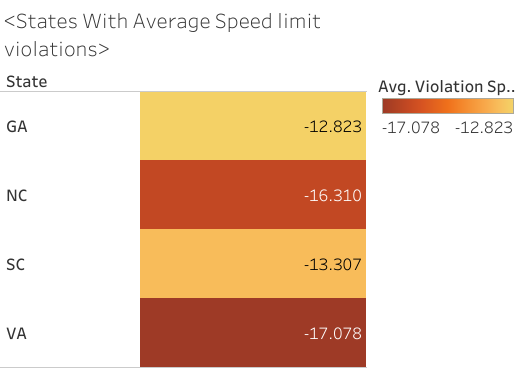 <States With Average Speed limit
violations>
State
Avg. Violation Sp..
-17.078 -12.823
GA -12.823
NC -16.310
SC -13.307
VA -17.078